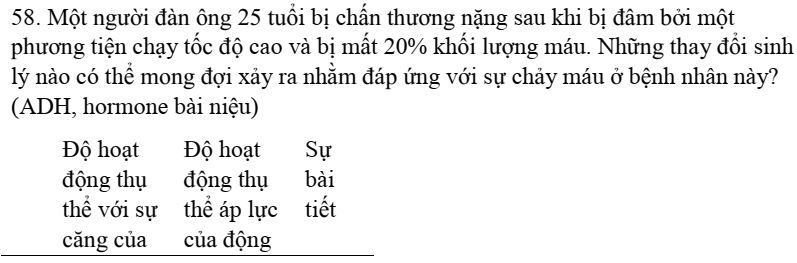 58. Một người đàn ông 25 tuổi bị chấn thương nặng sau khi bị đâm bởi một
phương tiện chạy tốc độ cao và bị mất 20% khối lượng máu. Những thay đổi sinh
lý nào có thể mong đợi xảy ra nhằm đáp ứng với sự chảy máu ở bệnh nhân này?
(ADH, hormone bài niệu)
Độ hoạt Độ hoạt Sự
động thụ động thụ bài
thể với sự thể áp lực tiết
căng của của động